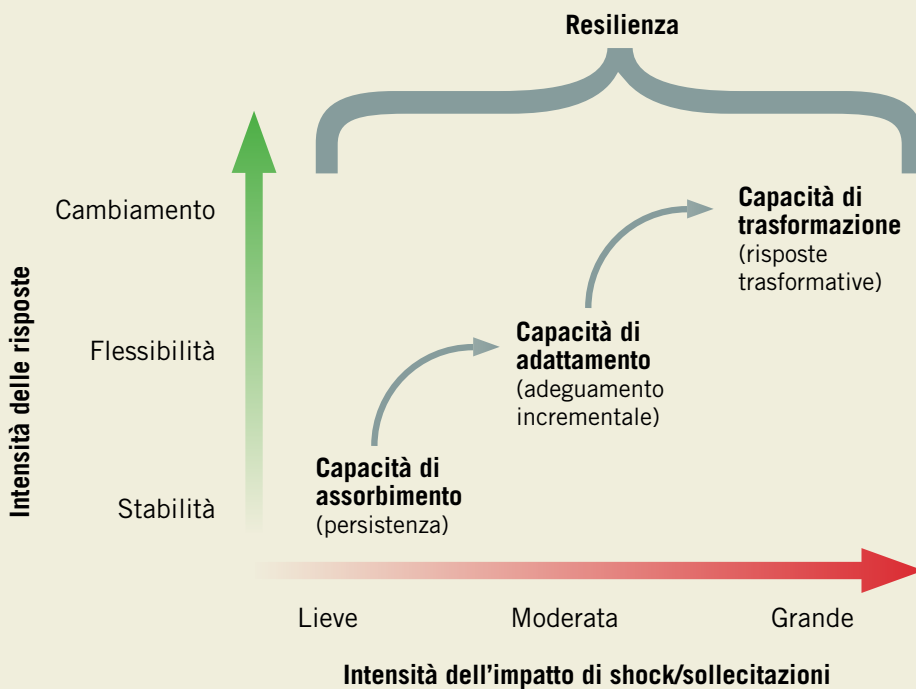 Resilienza
Intensità delle risposte
Cambiamento
Flessibilità
Stabilità
Capacità di
trasformazione
(risposte
trasformative)
Capacità di
adattamento
(adeguamento
incrementale)
Capacità di
assorbimento
(persistenza)
Lieve
Moderata
Grande
Intensità dell’impatto di shock/sollecitazioni